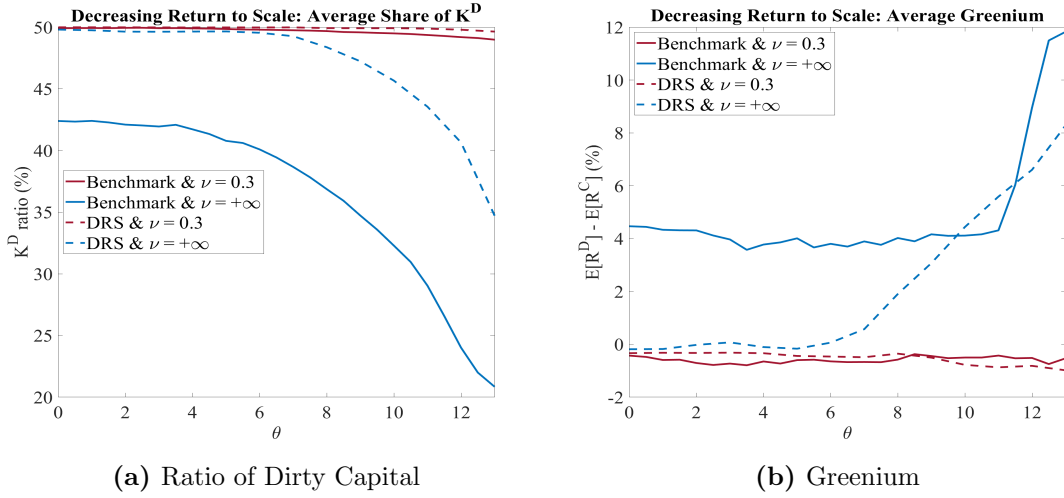 Decreasing Return to Scale: Average Share of K^D
50
45
40
35
30
25
20
K^D ratio (%)
Benchmark & ν = 0.3
Benchmark & ν = +∞
DRS & ν = 0.3
DRS & ν = +∞
0 2 4 6 8 10 12
θ
(a) Ratio of Dirty Capital
Decreasing Return to Scale: Average Greenium
12
10
8
6
4
2
0
-2
E[R^D] - E[R^C] (%)
Benchmark & ν = 0.3
Benchmark & ν = +∞
DRS & ν = 0.3
DRS & ν = +∞
0 2 4 6 8 10 12
θ
(b) Greenium